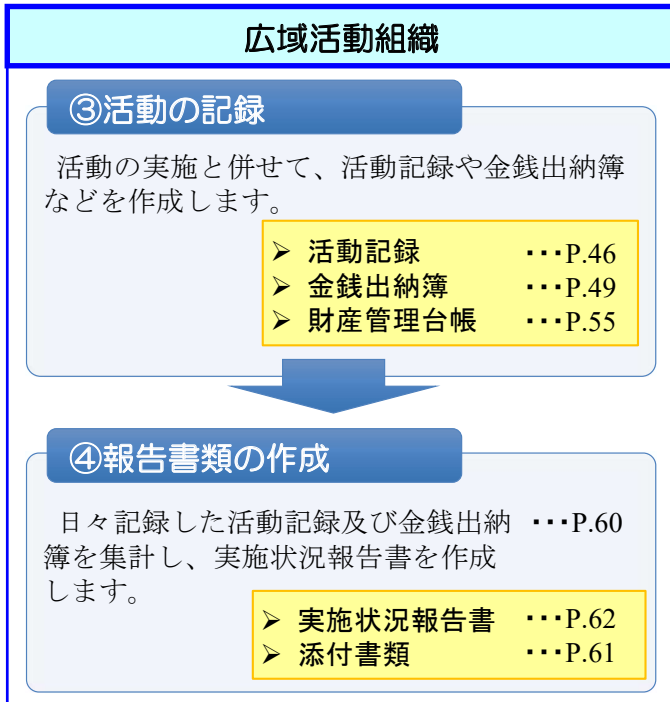 広域活動組織
③活動の記録
活動の実施と併せて、活動記録や金銭出納簿
などを作成します。
➢ 活動記録 ・・・P.46
➢ 金銭出納簿 ・・・P.49
➢ 財産管理台帳 ・・・P.55
④報告書類の作成
日々記録した活動記録及び金銭出納 ・・・P.60
簿を集計し、実施状況報告書を作成
します。
➢ 実施状況報告書 ・・・P.62
➢ 添付書類 ・・・P.61